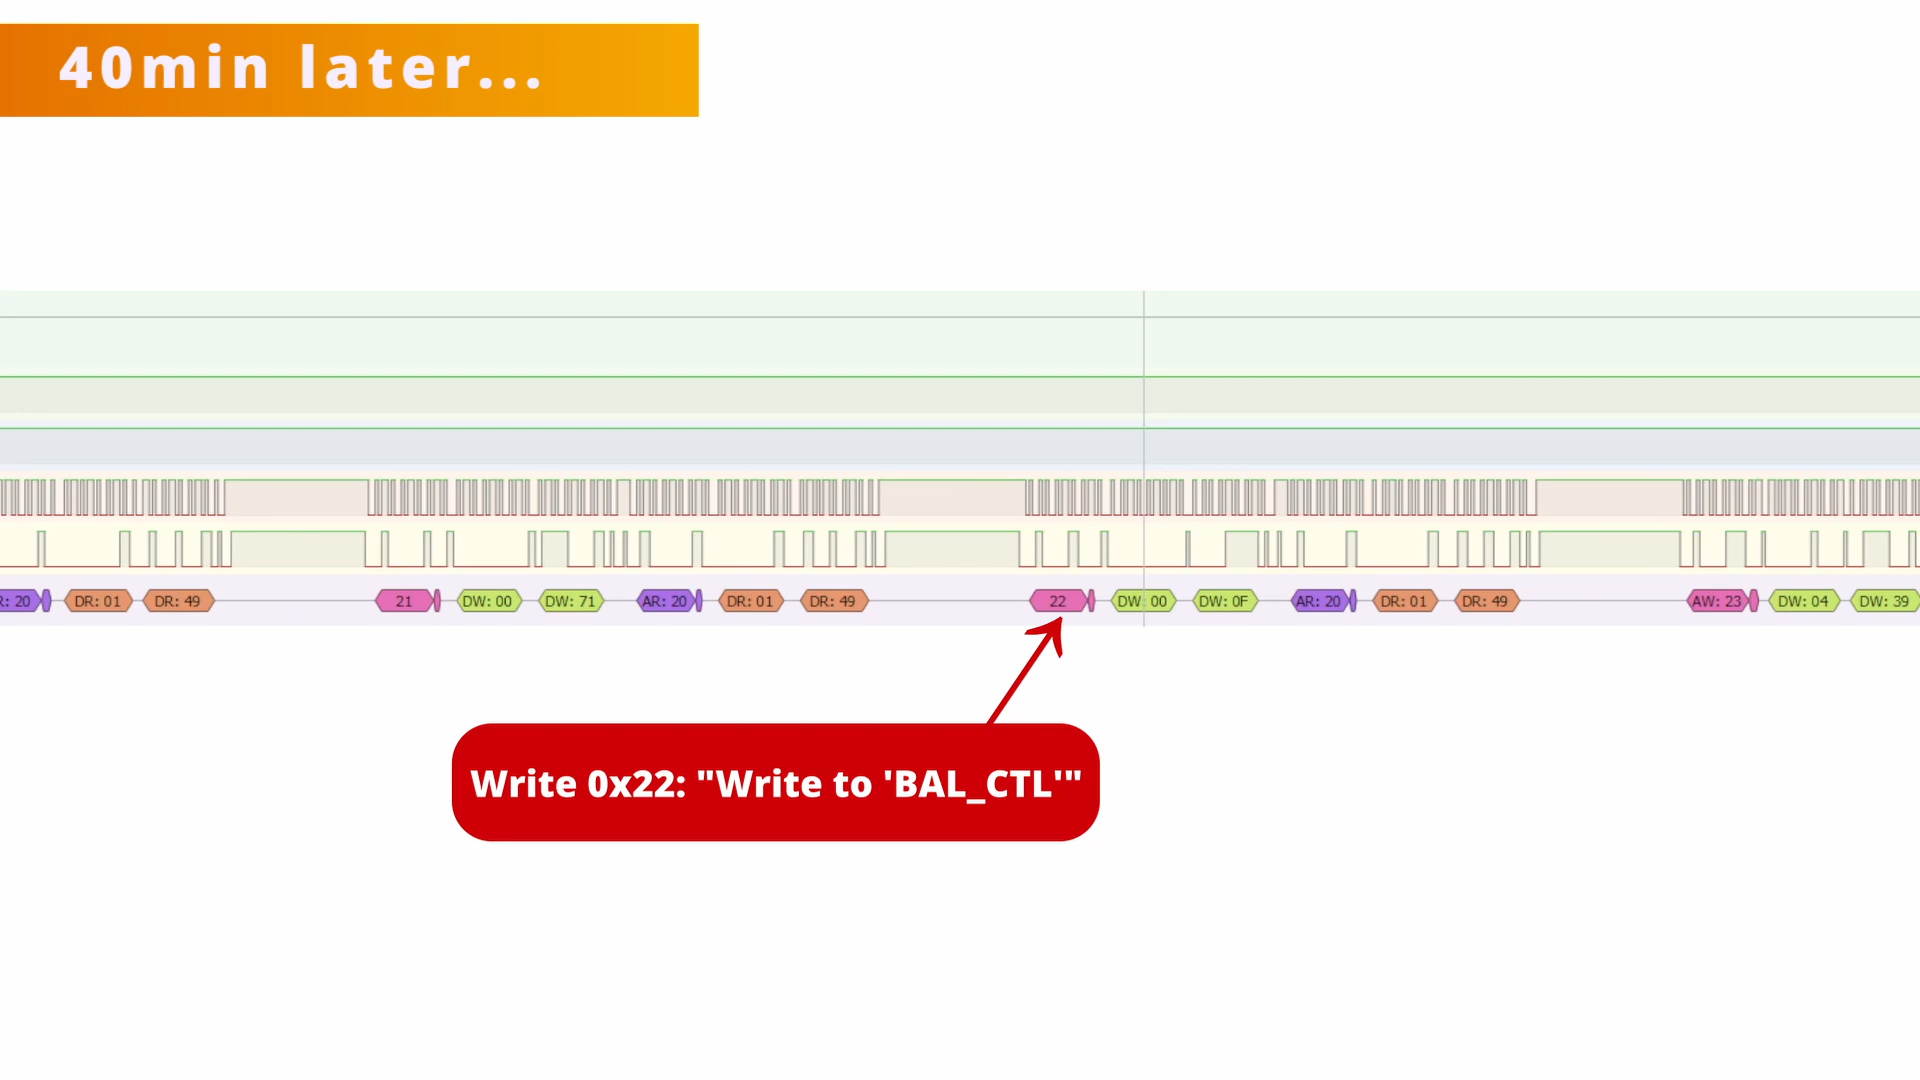 40min later...
R: 20 DR: 01 DR: 49 21 DW: 00 DW: 71 AR: 20 DR: 01 DR: 49 22 DW: 00 DW: 0F AR: 20 DR: 01 DR: 49 AW: 23 DW: 04 DW: 39
Write 0x22: "Write to 'BAL_CTL'"